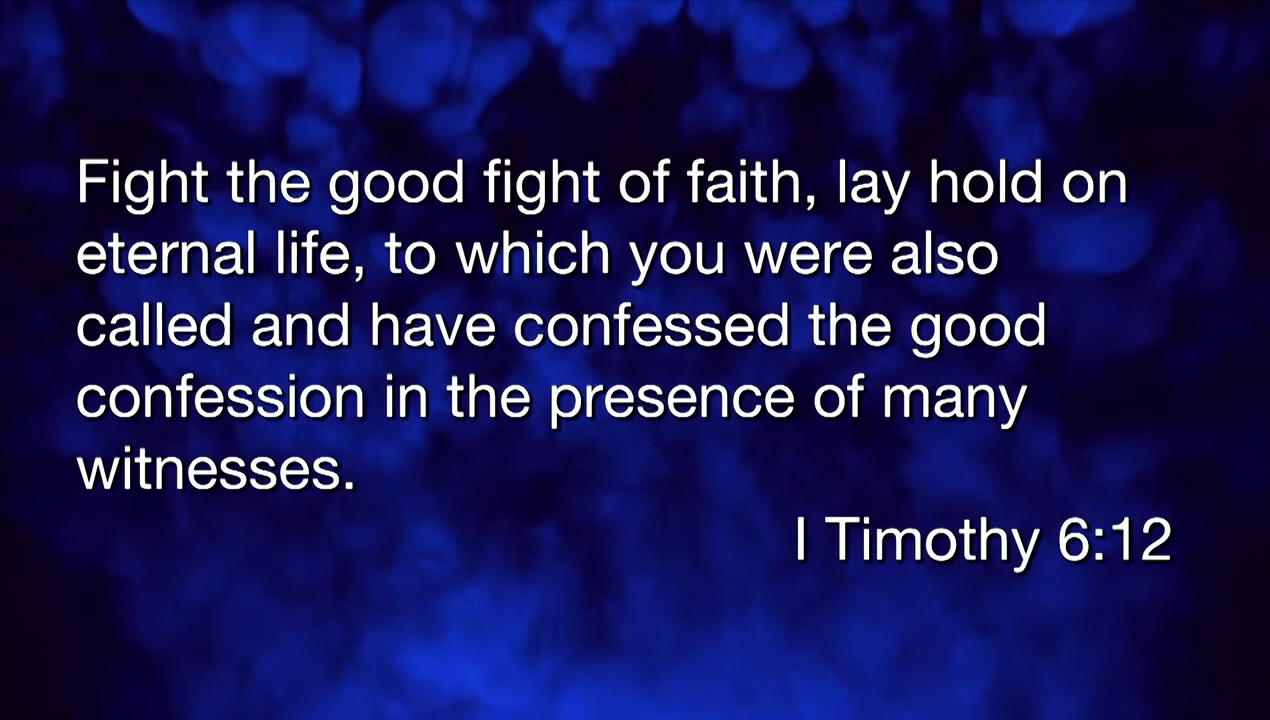 Fight the good fight of faith, lay hold on
eternal life, to which you were also
called and have confessed the good
confession in the presence of many
witnesses.
I Timothy 6:12